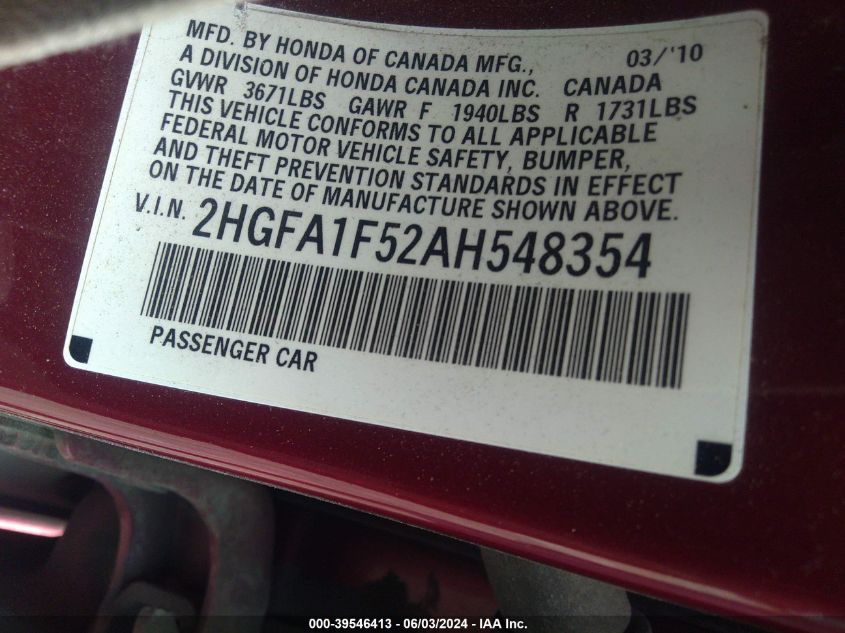 MFD. BY HONDA OF CANADA MFG., 03/'10
A DIVISION OF HONDA CANADA INC. CANADA
GVWR 3671LBS GAWR F 1940LBS R 1731LBS
THIS VEHICLE CONFORMS TO ALL APPLICABLE
FEDERAL MOTOR VEHICLE SAFETY, BUMPER,
AND THEFT PREVENTION STANDARDS IN EFFECT
ON THE DATE OF MANUFACTURE SHOWN ABOVE.
V.I.N. 2HGFA1F52AH548354
PASSENGER CAR
000-39546413 - 06/03/2024 - IAA Inc.